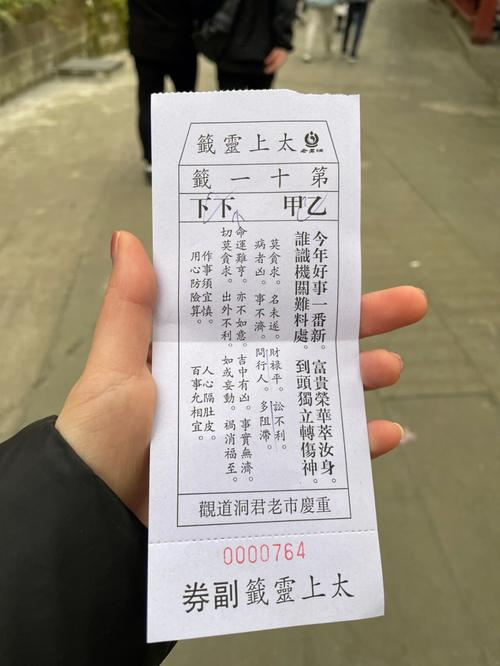 太上靈籤
老君洞
第十一籤
乙甲
下下
今年好事一番新。富貴榮華萃汝身。
誰識機關難料處。到頭獨立轉傷神。
莫貪求。名未遂。財祿平。訟不利。
病者凶。事不濟。問行人。多阻滯。
命運雖亨。亦不如意。吉中有凶。事實無濟。
切莫貪求。出外不利。如或妄動。禍消福至。
作事須宜慎。人心隔肚皮。
用心防險算。百事允相宜。
重慶市老君洞道觀
0000764
太上靈籤副券